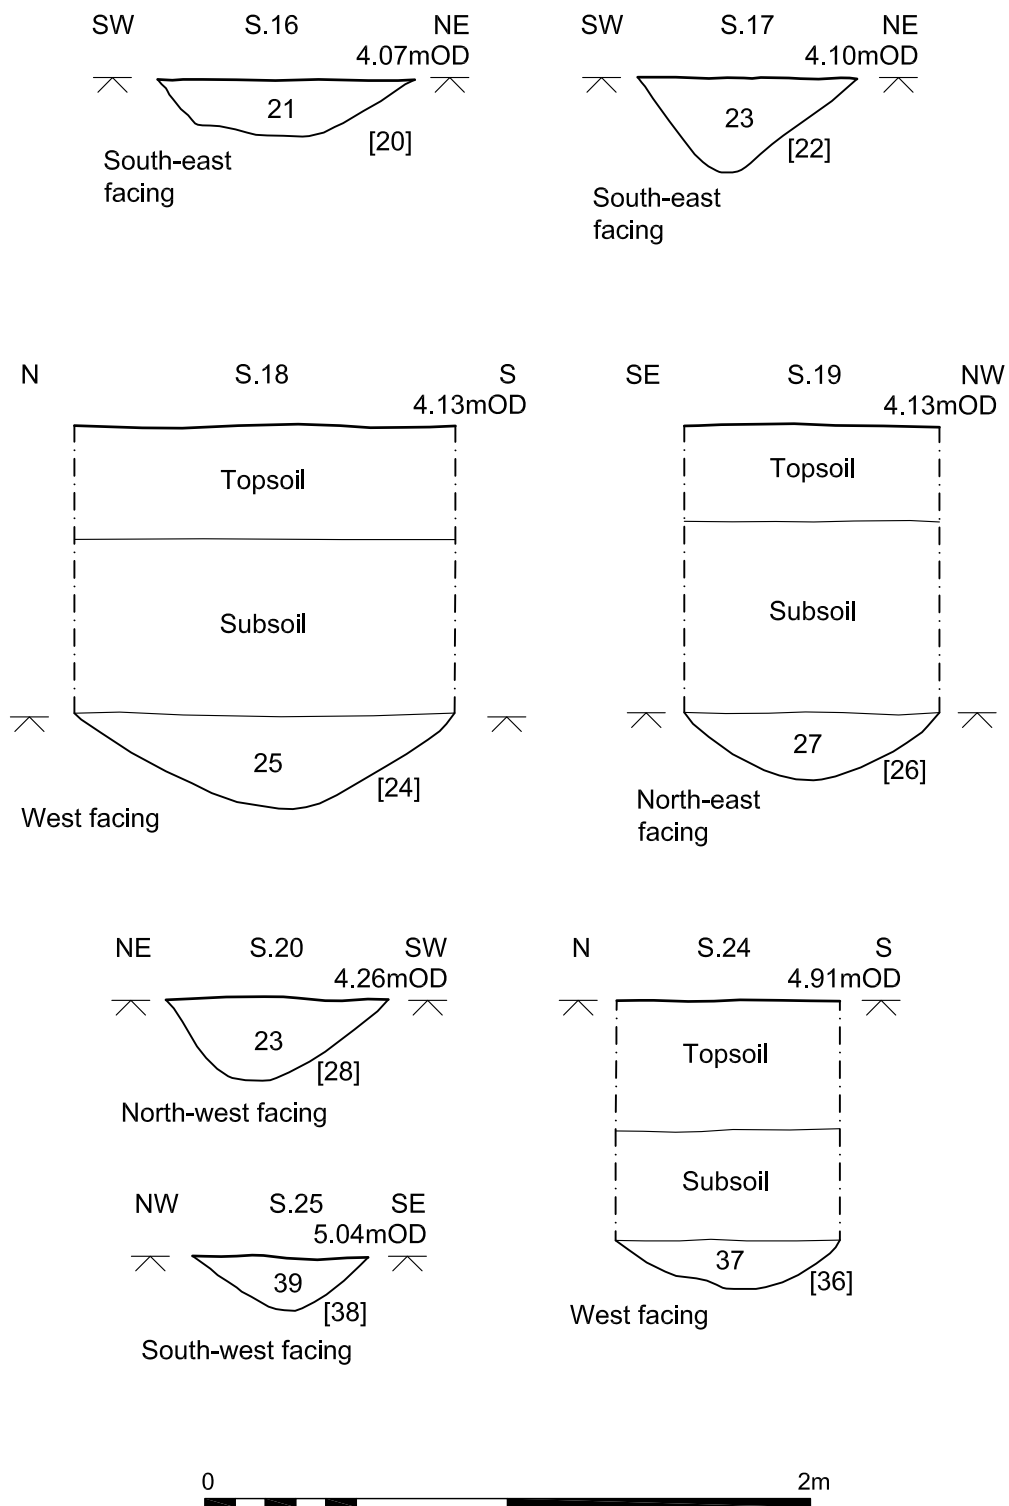 SW S.16 NE
4.07mOD
21
[20]
South-east
facing
SW S.17 NE
4.10mOD
23
[22]
South-east
facing
N S.18 S
4.13mOD
Topsoil
Subsoil
25
[24]
West facing
SE S.19 NW
4.13mOD
Topsoil
Subsoil
27
[26]
North-east
facing
NE S.20 SW
4.26mOD
23
[28]
North-west facing
N S.24 S
4.91mOD
Topsoil
Subsoil
37
[36]
West facing
NW S.25 SE
5.04mOD
39
[38]
South-west facing
0 2m